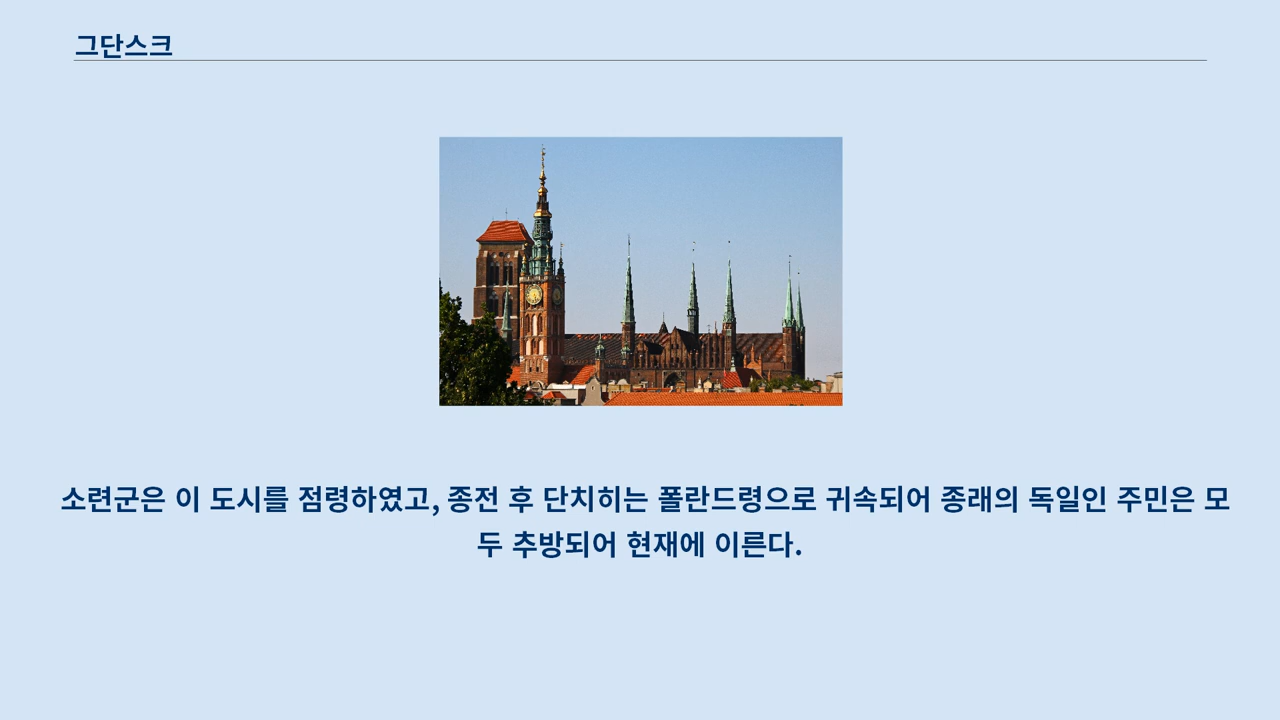 그단스크
소련군은 이 도시를 점령하였고, 종전 후 단치히는 폴란드령으로 귀속되어 종래의 독일인 주민은 모
두 추방되어 현재에 이른다.